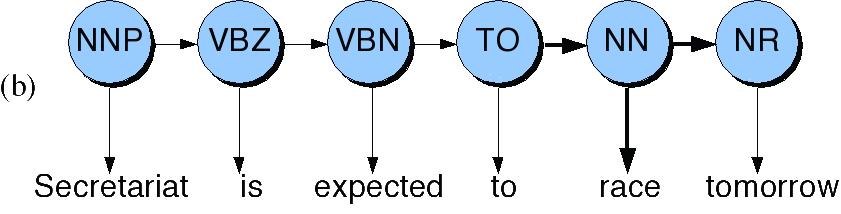 NNP VBZ VBN TO NN NR
(b)
Secretariat is expected to race tomorrow